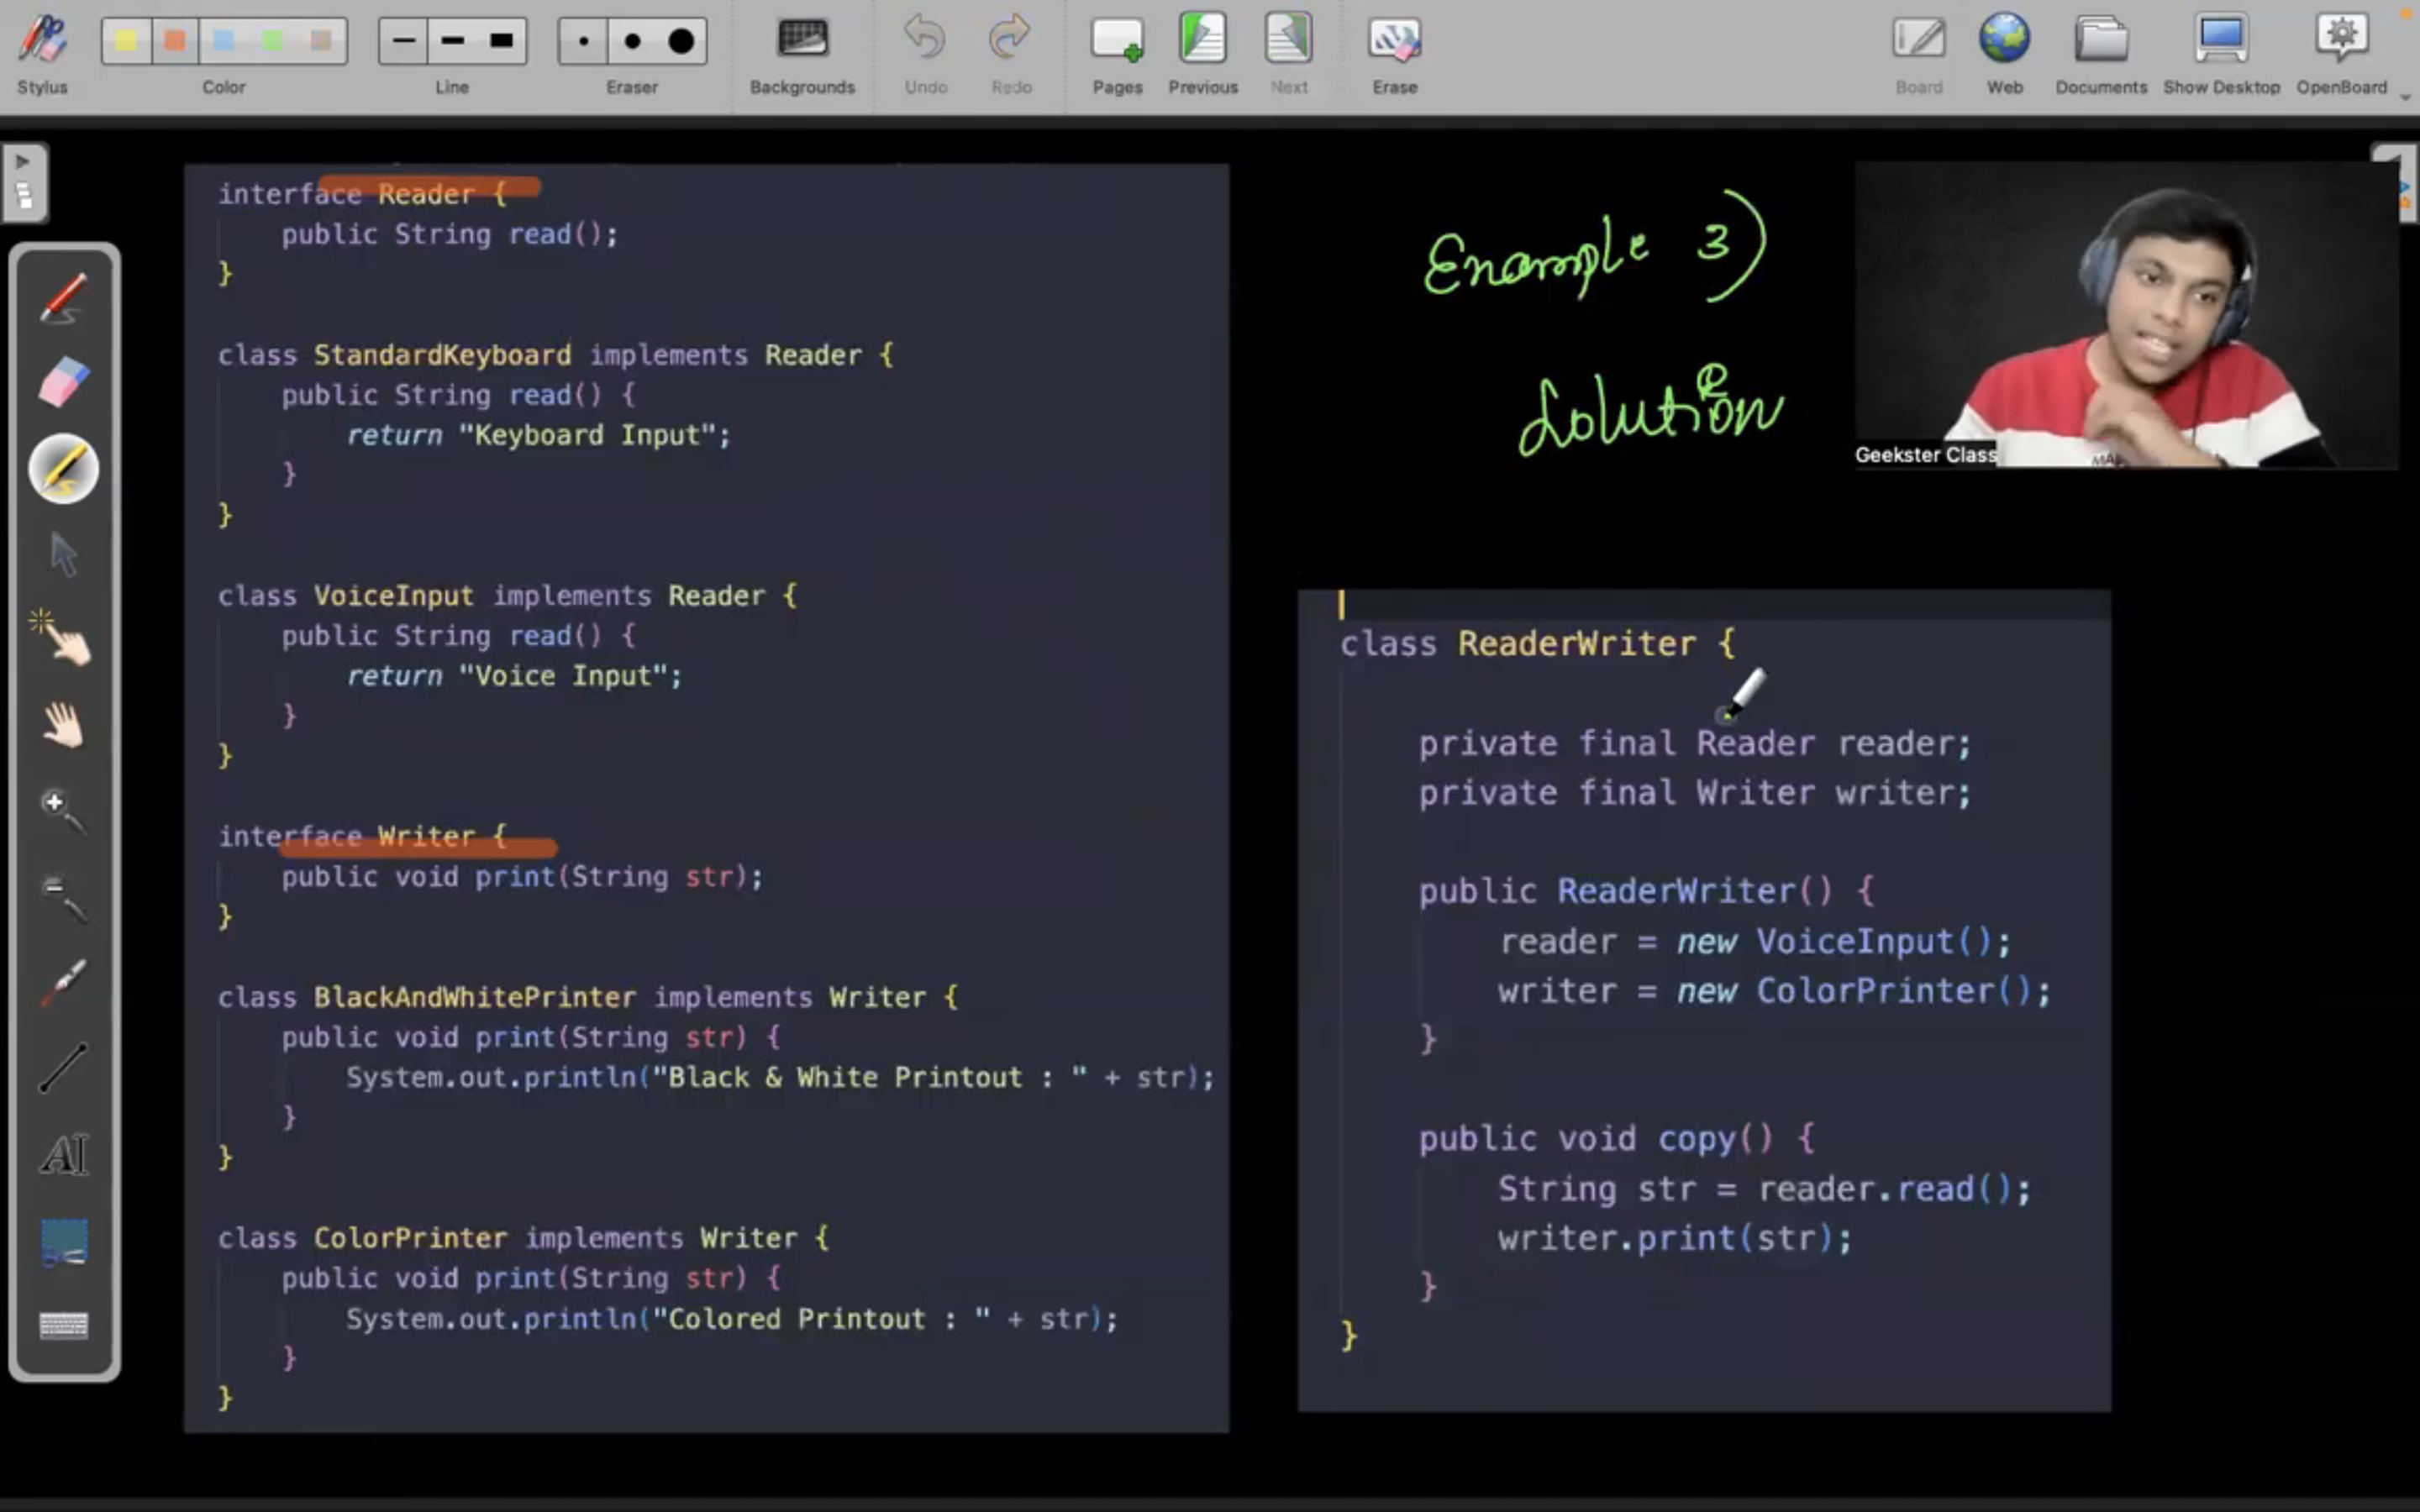 Stylus
Color
Line
Eraser
Backgrounds
Undo
Redo
Pages
Previous
Next
Erase
Board
Web
Documents
Show Desktop
OpenBoard
interface Reader {
public String read();
}
class StandardKeyboard implements Reader {
public String read() {
return "Keyboard Input";
}
}
class VoiceInput implements Reader {
public String read() {
return "Voice Input";
}
}
interface Writer {
public void print(String str);
}
class BlackAndWhitePrinter implements Writer {
public void print(String str) {
System.out.println("Black & White Printout : " + str);
}
}
class ColorPrinter implements Writer {
public void print(String str) {
System.out.println("Colored Printout : " + str);
}
}
Example 3)
Solution
Geekster Class
class ReaderWriter {
private final Reader reader;
private final Writer writer;
public ReaderWriter() {
reader = new VoiceInput();
writer = new ColorPrinter();
}
public void copy() {
String str = reader.read();
writer.print(str);
}
}
AI